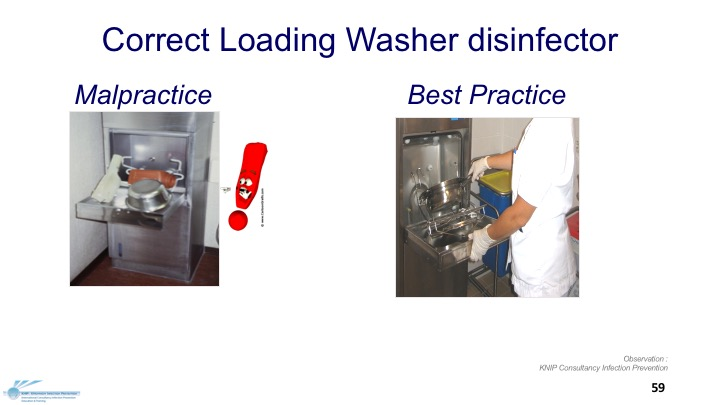 Correct Loading Washer disinfector
Malpractice
Best Practice
Observation :
KNIP Consultancy Infection Prevention
59